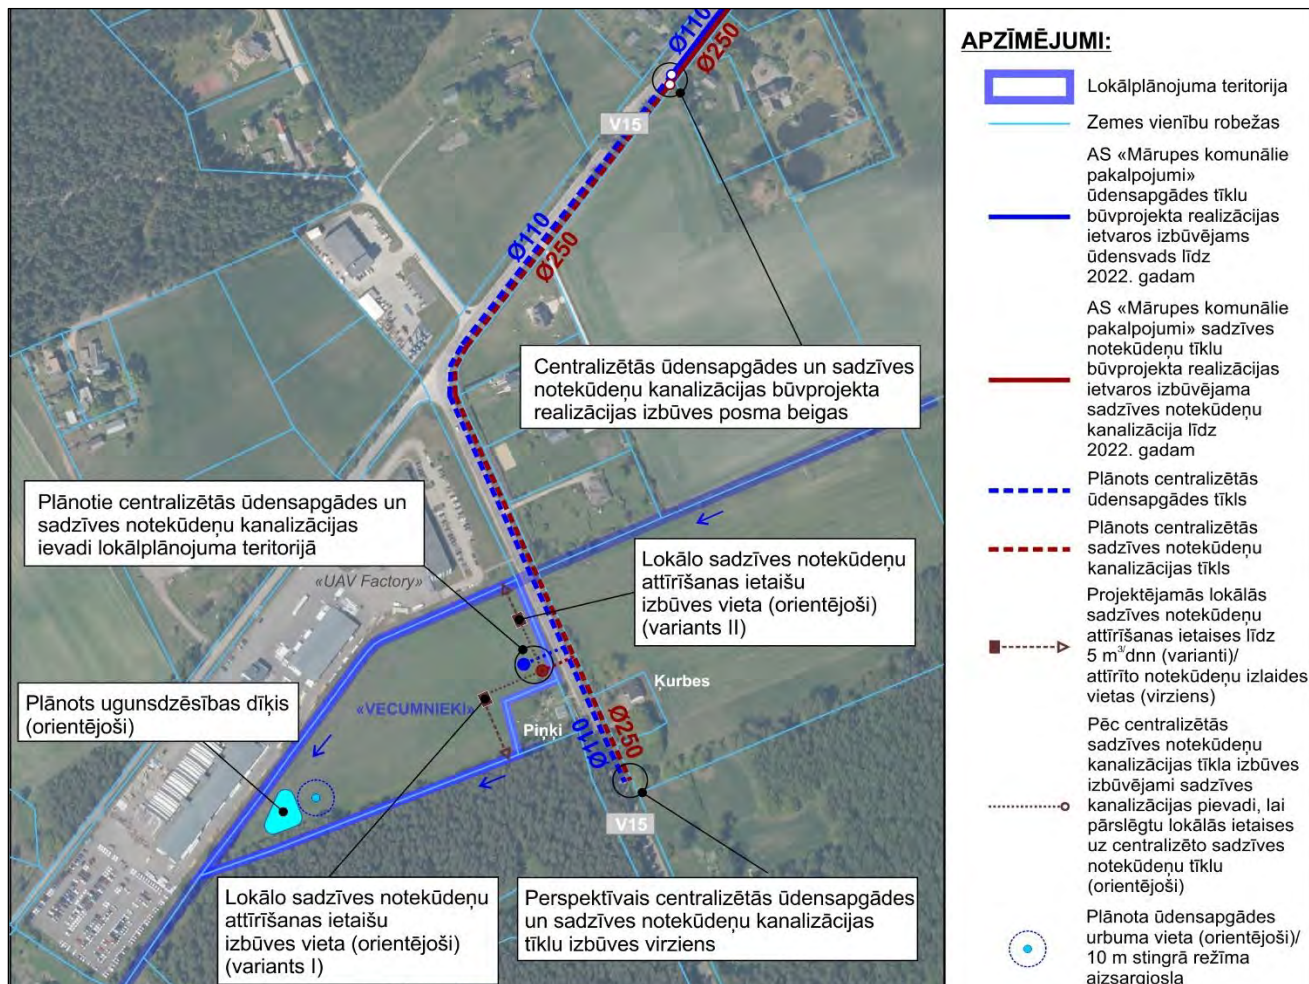 Ø110
Ø250
V15
Ø110
Ø250
Centralizētās ūdensapgādes un sadzīves
notekūdeņu kanalizācijas būvprojekta
realizācijas izbūves posma beigas
Plānotie centralizētās ūdensapgādes un
sadzīves notekūdeņu kanalizācijas
ievadi lokālplānojuma teritorijā
«UAV Factory»
Lokālo sadzīves notekūdeņu
attīrīšanas ietaišu
izbūves vieta (orientējoši)
(variants II)
Plānots ugunsdzēsības dīķis
(orientējoši)
«VECUMNIEKI»
Ķurbes
Piņķi
Ø110
Ø250
V15
Lokālo sadzīves notekūdeņu
attīrīšanas ietaišu
izbūves vieta (orientējoši)
(variants I)
Perspektīvais centralizētās ūdensapgādes
un sadzīves notekūdeņu kanalizācijas
tīklu izbūves virziens
APZĪMĒJUMI:
Lokālplānojuma teritorija
Zemes vienību robežas
AS «Mārupes komunālie
pakalpojumi»
ūdensapgādes tīklu
būvprojekta realizācijas
ietvaros izbūvējams
ūdensvads līdz
2022. gadam
AS «Mārupes komunālie
pakalpojumi» sadzīves
notekūdeņu tīklu
būvprojekta realizācijas
ietvaros izbūvējama
sadzīves notekūdeņu
kanalizācija līdz
2022. gadam
Plānots centralizētās
ūdensapgādes tīkls
Plānots centralizētās
sadzīves notekūdeņu
kanalizācijas tīkls
Projektējamās lokālās
sadzīves notekūdeņu
attīrīšanas ietaises līdz
5 m³/dnn (varianti)/
attīrīto notekūdeņu izlaides
vietas (virziens)
Pēc centralizētās
sadzīves notekūdeņu
kanalizācijas tīkla izbūves
izbūvējami sadzīves
kanalizācijas pievadi, lai
pārslēgtu lokālās ietaises
uz centralizēto sadzīves
notekūdeņu tīklu
(orientējoši)
Plānota ūdensapgādes
urbuma vieta (orientējoši)/
10 m stingrā režīma
aizsargjosla